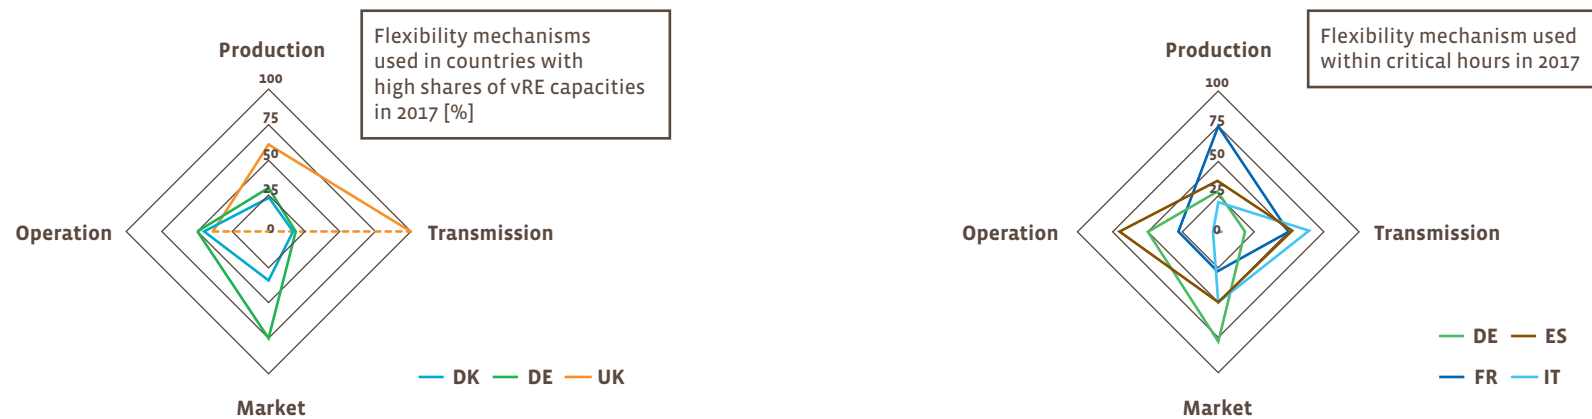 Flexibility mechanisms
used in countries with
high shares of vRE capacities
in 2017 [%]
Production
100
75
50
25
0
Operation
Transmission
Market
DK DE UK
Flexibility mechanism used
within critical hours in 2017
Production
100
75
50
25
0
Operation
Transmission
Market
DE ES
FR IT